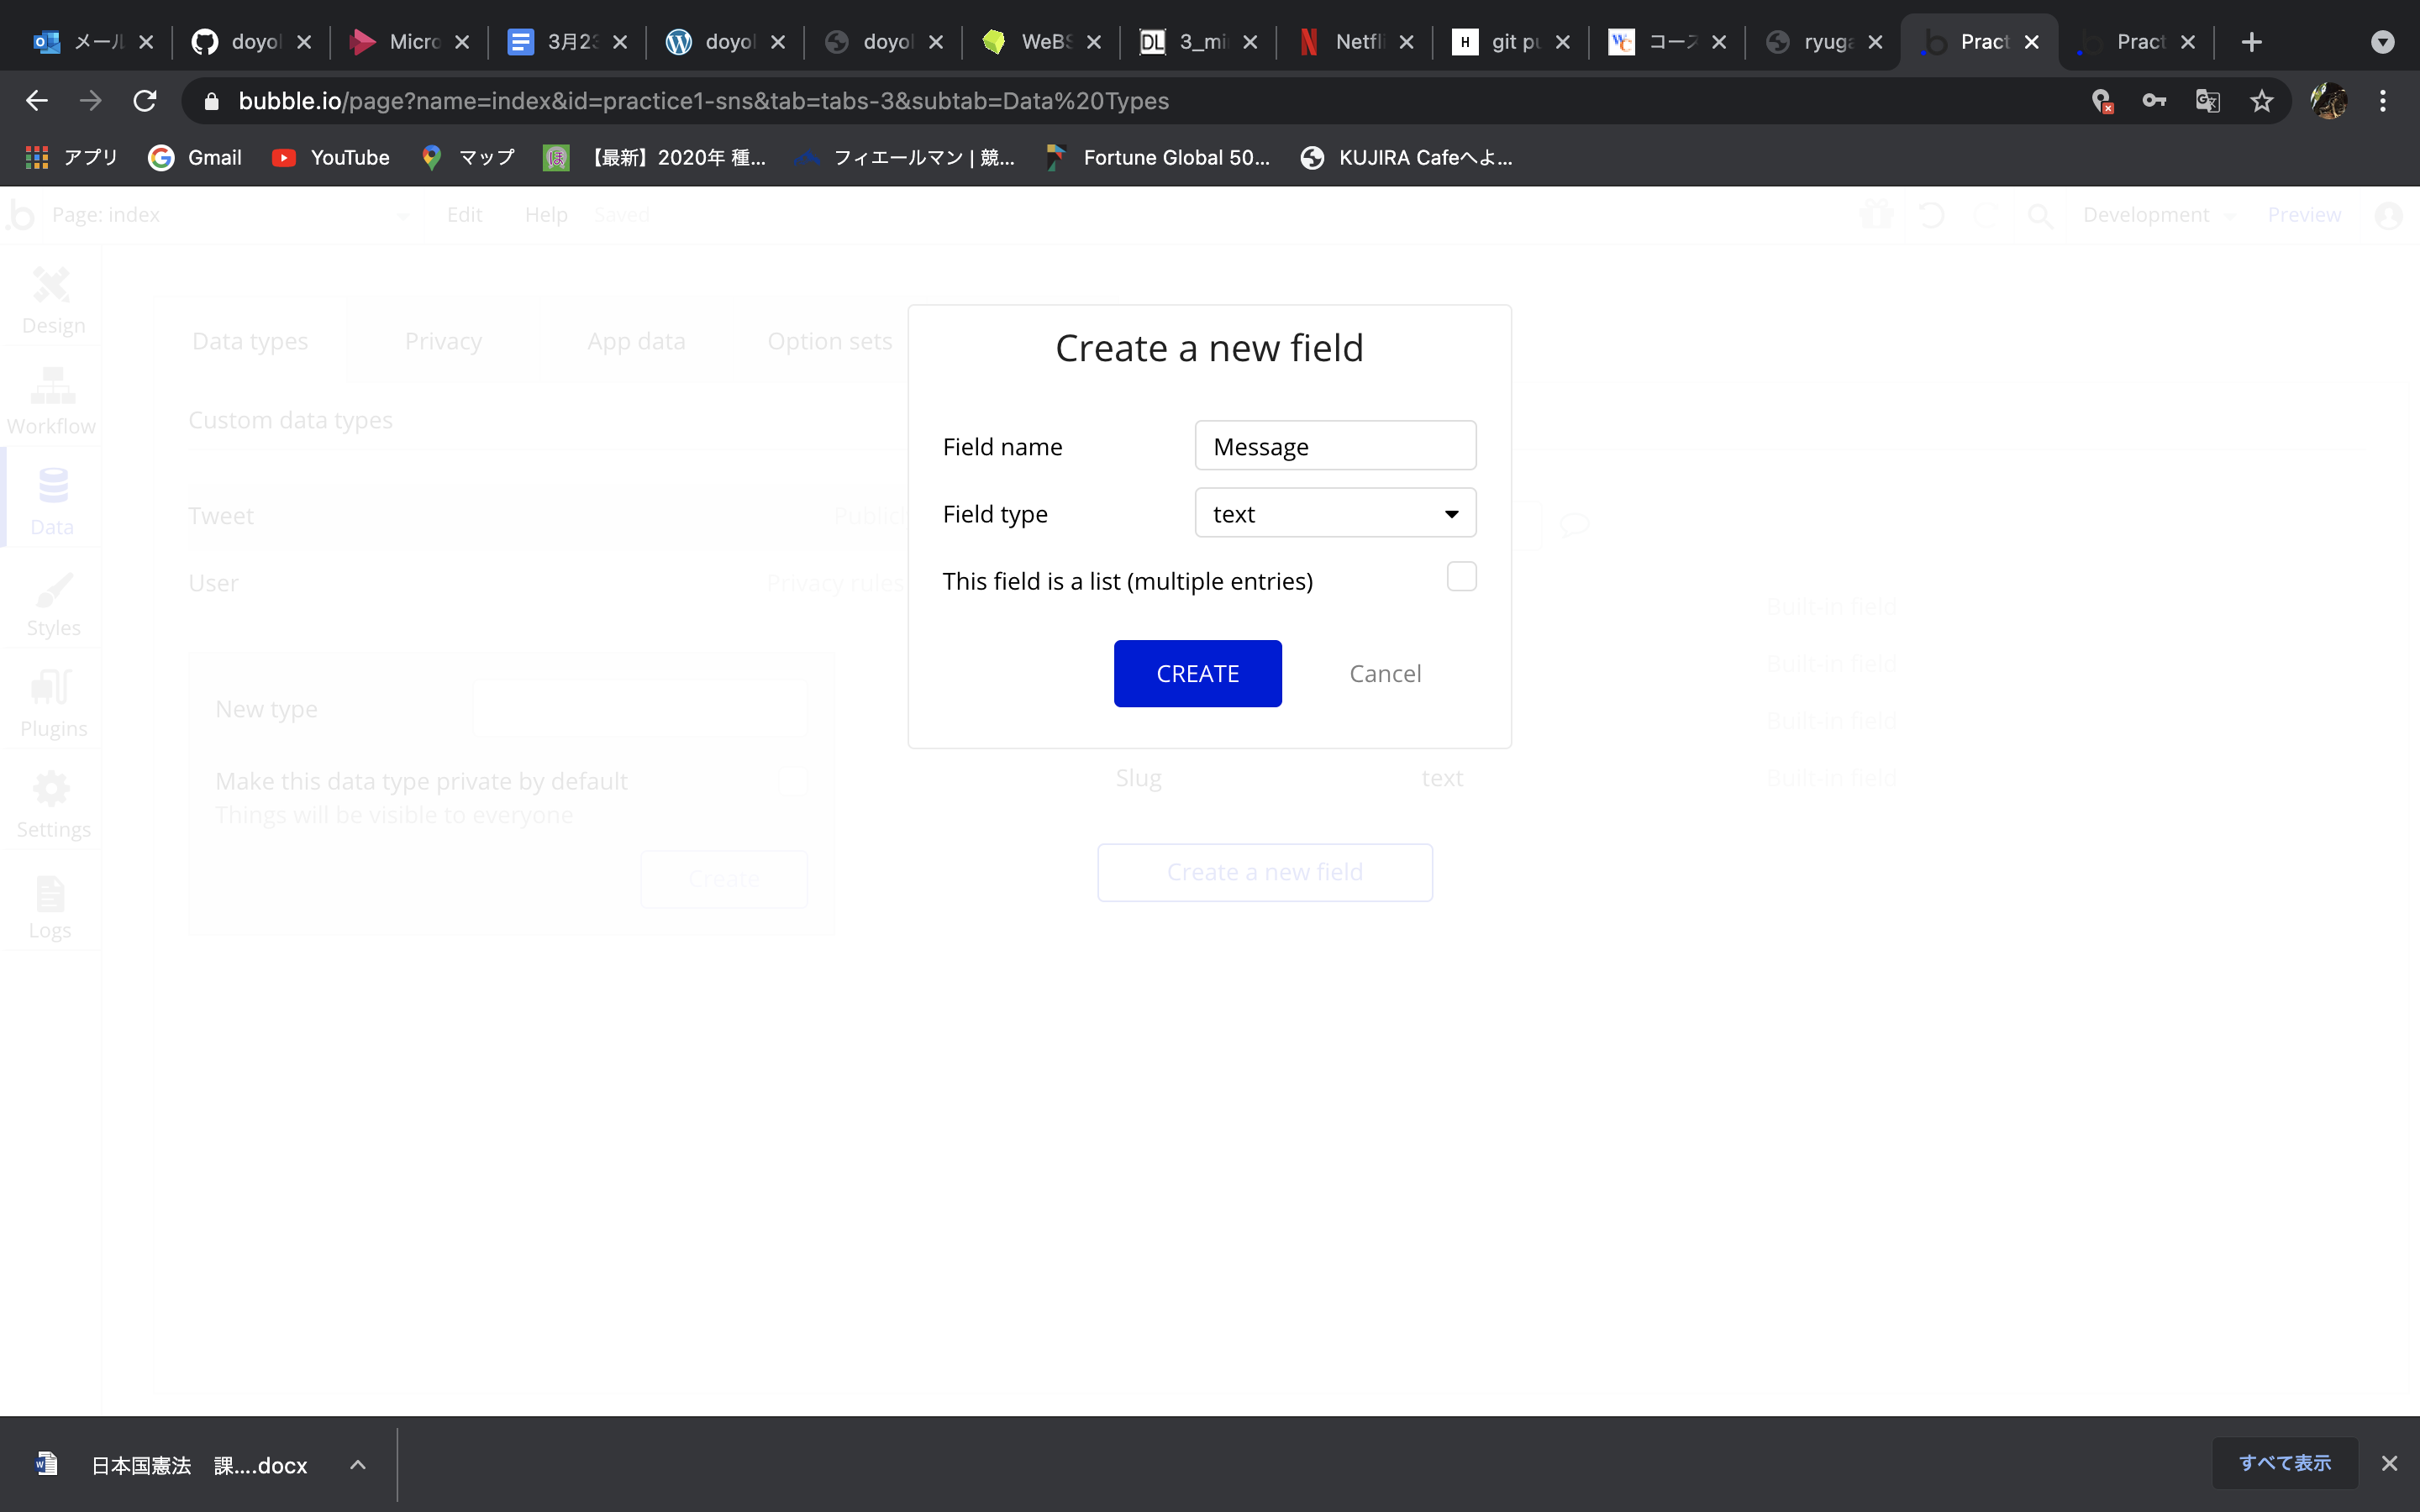 メール
doyol
Micro
3月23
doyol
doyol
WeBS
3_mi
Netfli
git pu
コース
ryuga
Pract
Pract
bubble.io/page?name=index&id=practice1-sns&tab=tabs-3&subtab=Data%20Types
アプリ
Gmail
YouTube
マップ
【最新】2020年 種...
フィエールマン | 競...
Fortune Global 50...
KUJIRA Cafeへよ...
Page: index
Edit
Help
Saved
Development
Preview
Design
Workflow
Data
Styles
Plugins
Settings
Logs
Data types
Privacy
App data
Option sets
Custom data types
Tweet
User
Privacy rules
New type
Make this data type private by default
Things will be visible to everyone
Create
Create a new field
Field name
Message
Field type
text
This field is a list (multiple entries)
CREATE
Cancel
Built-in field
Built-in field
Built-in field
Slug
text
Built-in field
Create a new field
日本国憲法 課....docx
すべて表示